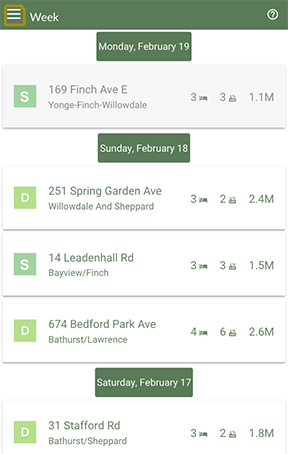 Week ?
Monday, February 19
S 169 Finch Ave E 3 3 1.1M
Yonge-Finch-Willowdale
Sunday, February 18
D 251 Spring Garden Ave 3 2 2.4M
Willowdale And Sheppard
S 14 Leadenhall Rd 3 3 1.5M
Bayview/Finch
D 674 Bedford Park Ave 4 6 2.6M
Bathurst/Lawrence
Saturday, February 17
D 31 Stafford Rd 3 2 1.8M
Bathurst/Sheppard